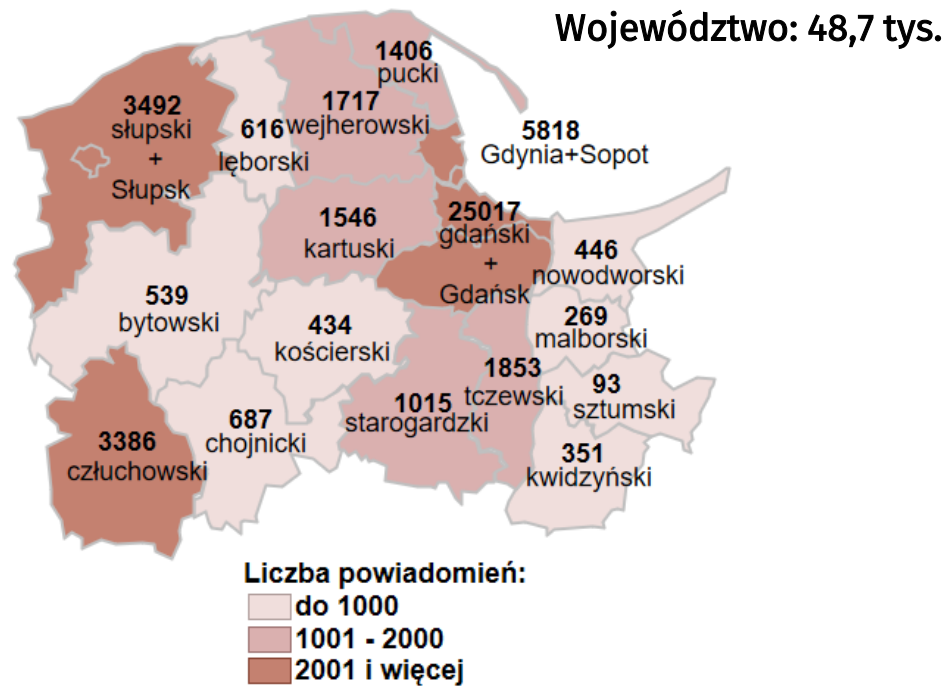 Województwo: 48,7 tys.
1406
pucki
3492
słupski
+
Słupsk
616
lęborski
1717
wejherowski
5818
Gdynia+Sopot
1546
kartuski
25017
gdański
+
Gdańsk
446
nowodworski
539
bytowski
434
kościerski
269
malborski
1853
tczewski
93
sztumski
1015
starogardzki
687
chojnicki
3386
człuchowski
351
kwidzyński
Liczba powiadomień:
do 1000
1001 - 2000
2001 i więcej